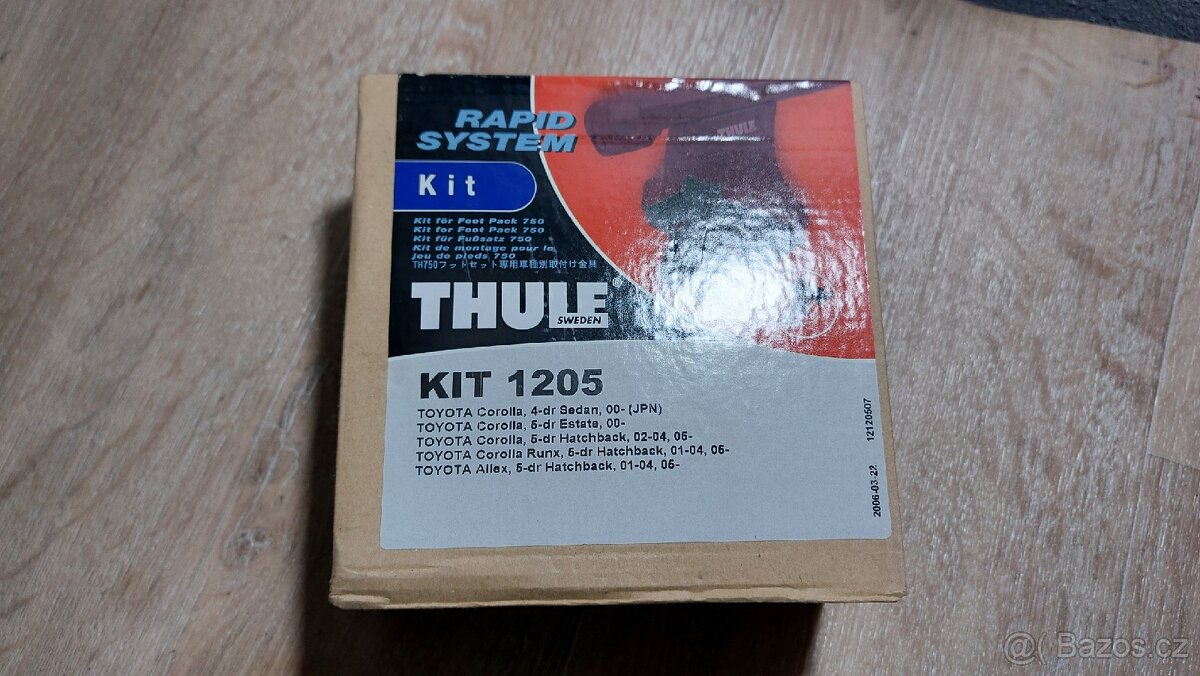 RAPID
SYSTEM
Kit
Kit för Foot Pack 750
Kit for Foot Pack 750
Kit für Fußsatz 750
Kit de montage pour le
jeu de pieds 750
TH750フットセット専用車種別取付け金具
THULE®
SWEDEN
THULE
KIT 1205
TOYOTA Corolla, 4-dr Sedan, 00- (JPN)
TOYOTA Corolla, 5-dr Estate, 00-
TOYOTA Corolla, 5-dr Hatchback, 02-04, 05-
TOYOTA Corolla Runx, 5-dr Hatchback, 01-04, 05-
TOYOTA Allex, 5-dr Hatchback, 01-04, 05-
2006-03-22 12120507
@( Bazos.cz